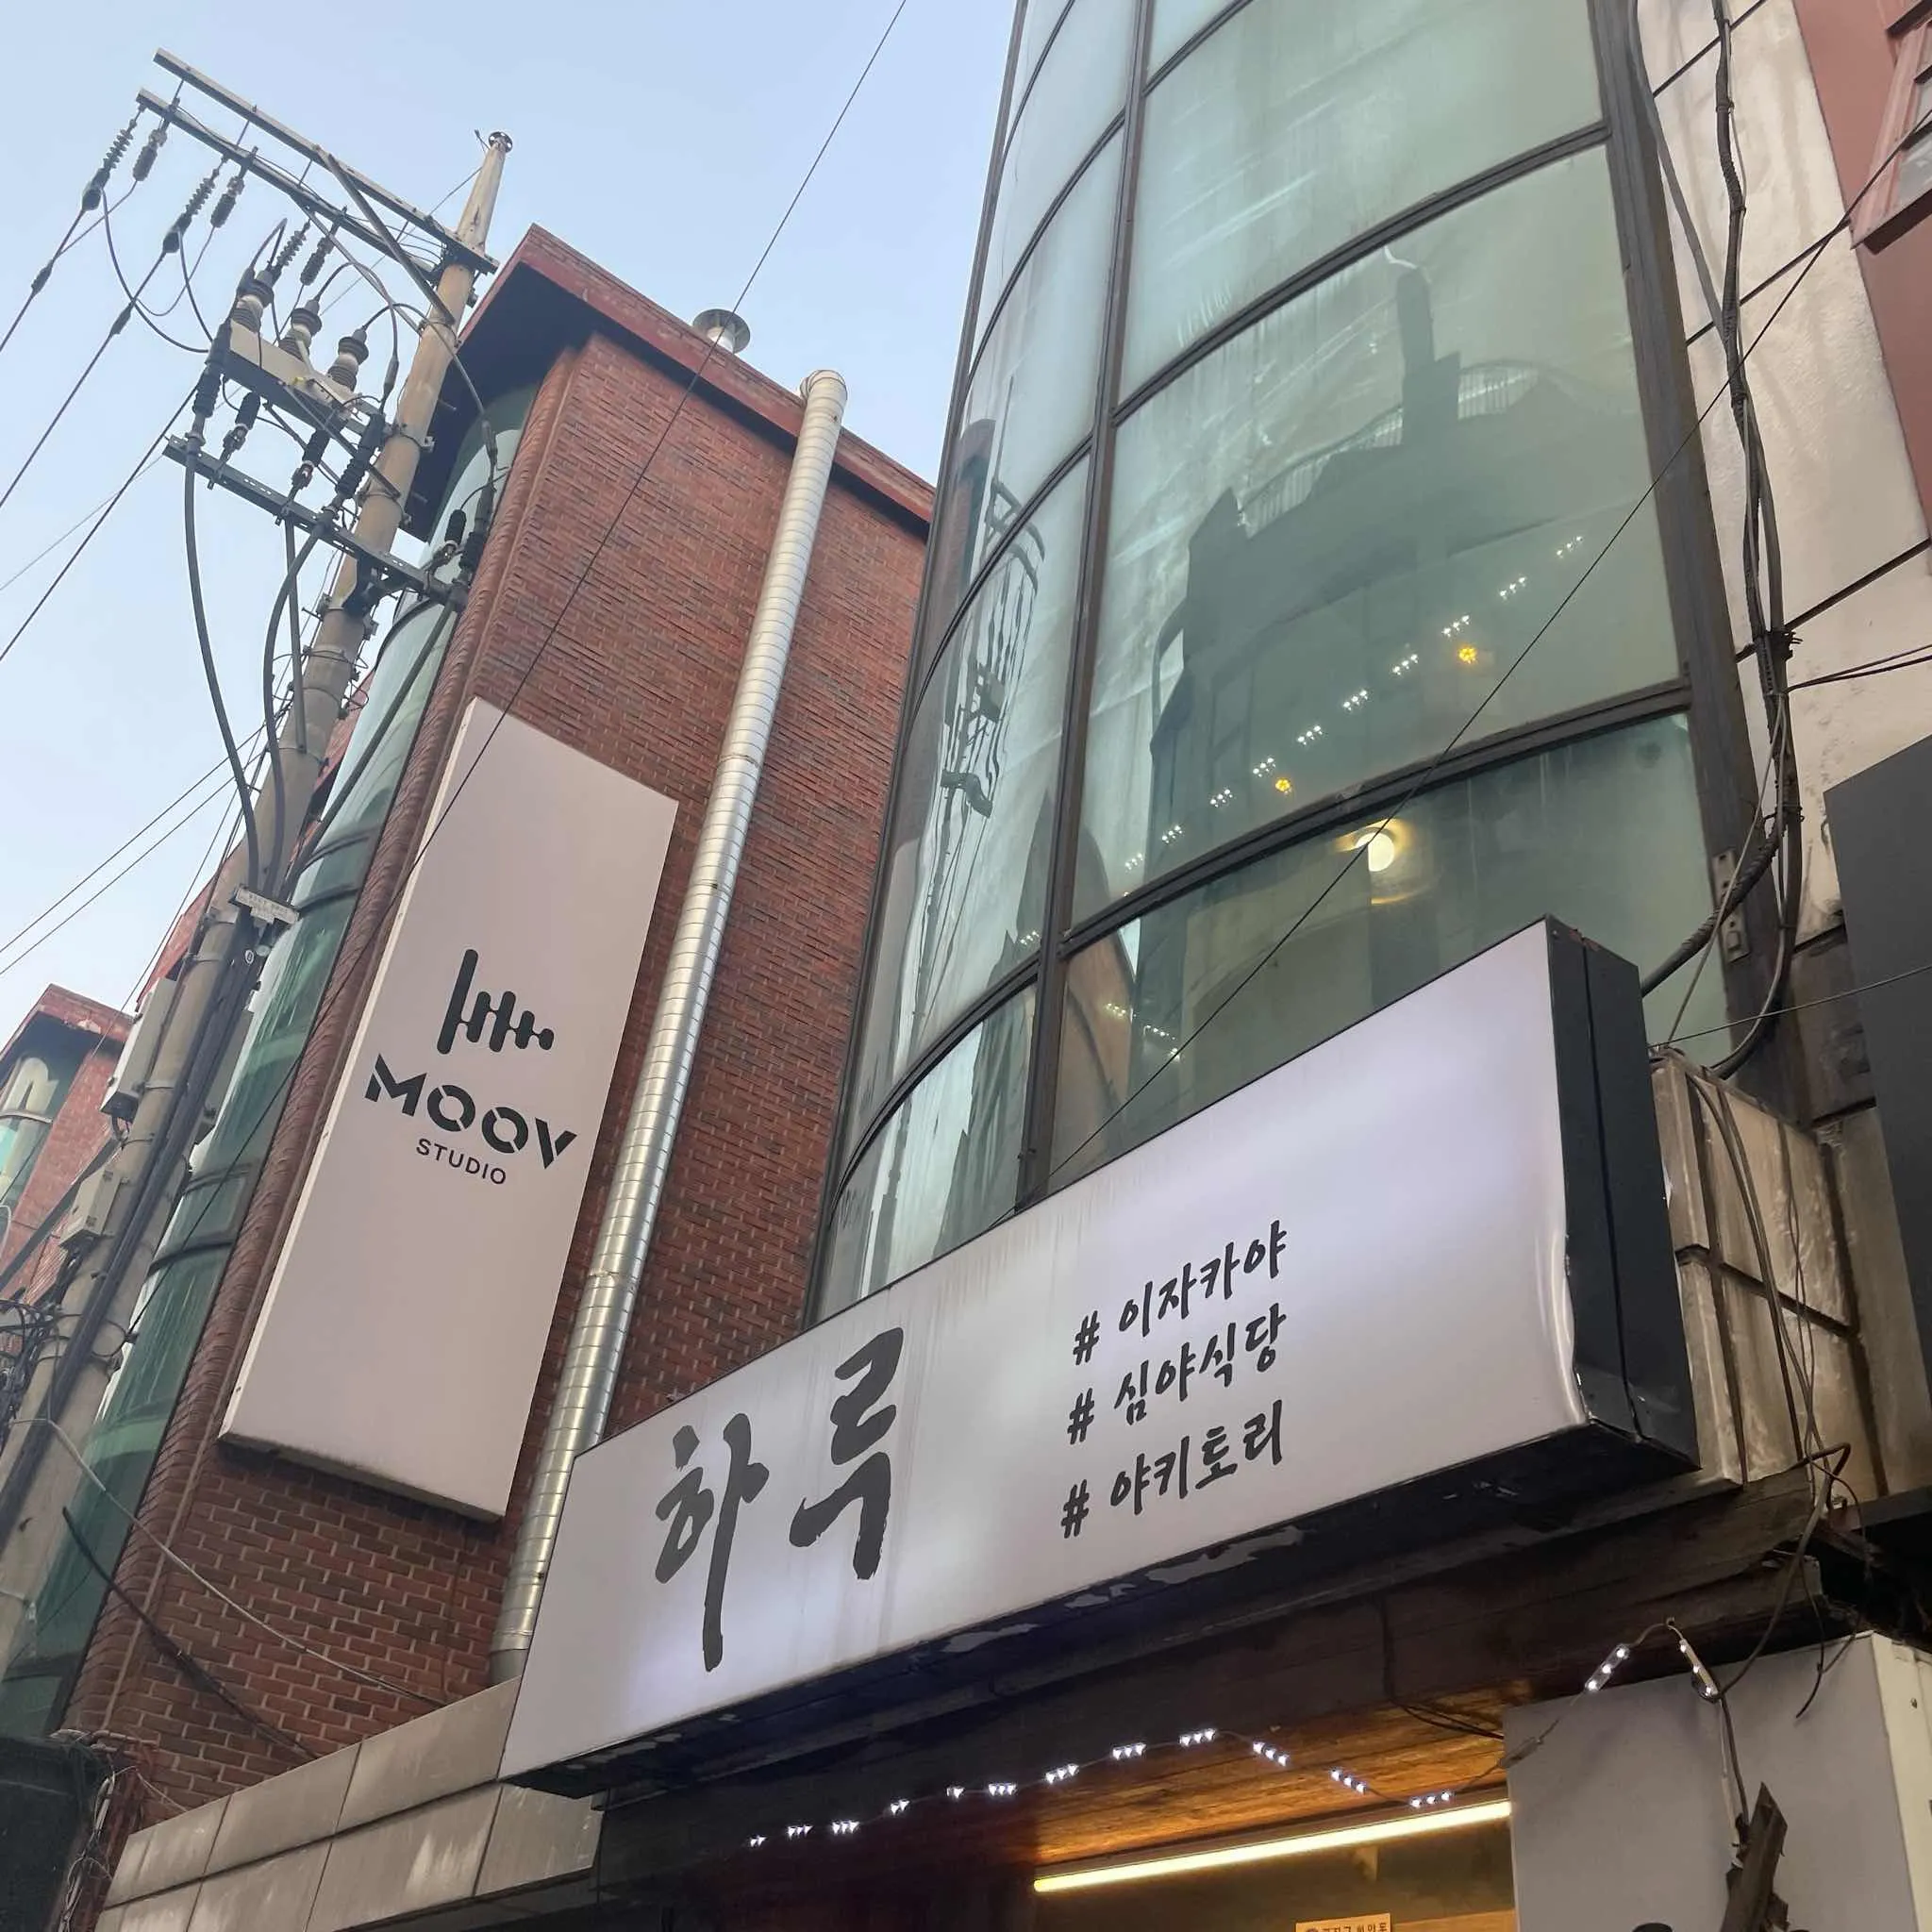 MOOV
STUDIO
하루
# 이자카야
# 심야식당
# 야키토리